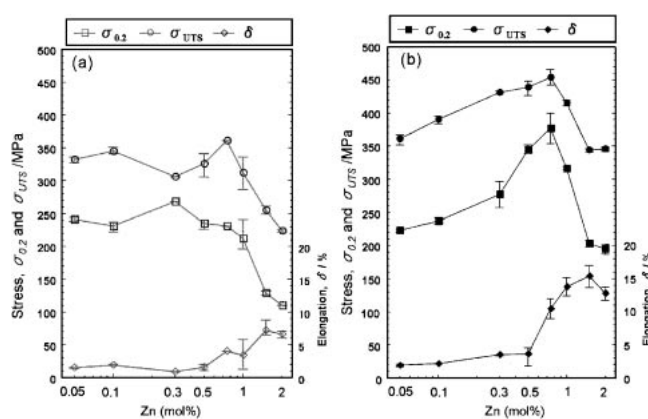 σ0.2 σUTS δ
(a)
Stress, σ0.2 and σUTS /MPa
500
450
400
350
300
250
200
150
100
50
0
20
15
10
5
0
Elongation, δ / %
0.05 0.1 0.3 0.5 1 2
Zn (mol%)
σ0.2 σUTS δ
(b)
Stress, σ0.2 and σUTS /MPa
500
450
400
350
300
250
200
150
100
50
0
20
15
10
5
0
Elongation, δ / %
0.05 0.1 0.3 0.5 1 2
Zn (mol%)